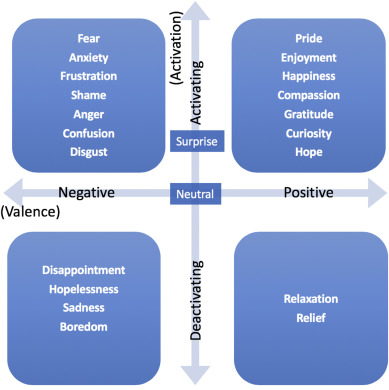 Fear
Anxiety
Frustration
Shame
Anger
Confusion
Disgust
(Activation)
Activating
Pride
Enjoyment
Happiness
Compassion
Gratitude
Curiosity
Hope
Surprise
Negative
(Valence)
Neutral
Positive
Disappointment
Hopelessness
Sadness
Boredom
Deactivating
Relaxation
Relief